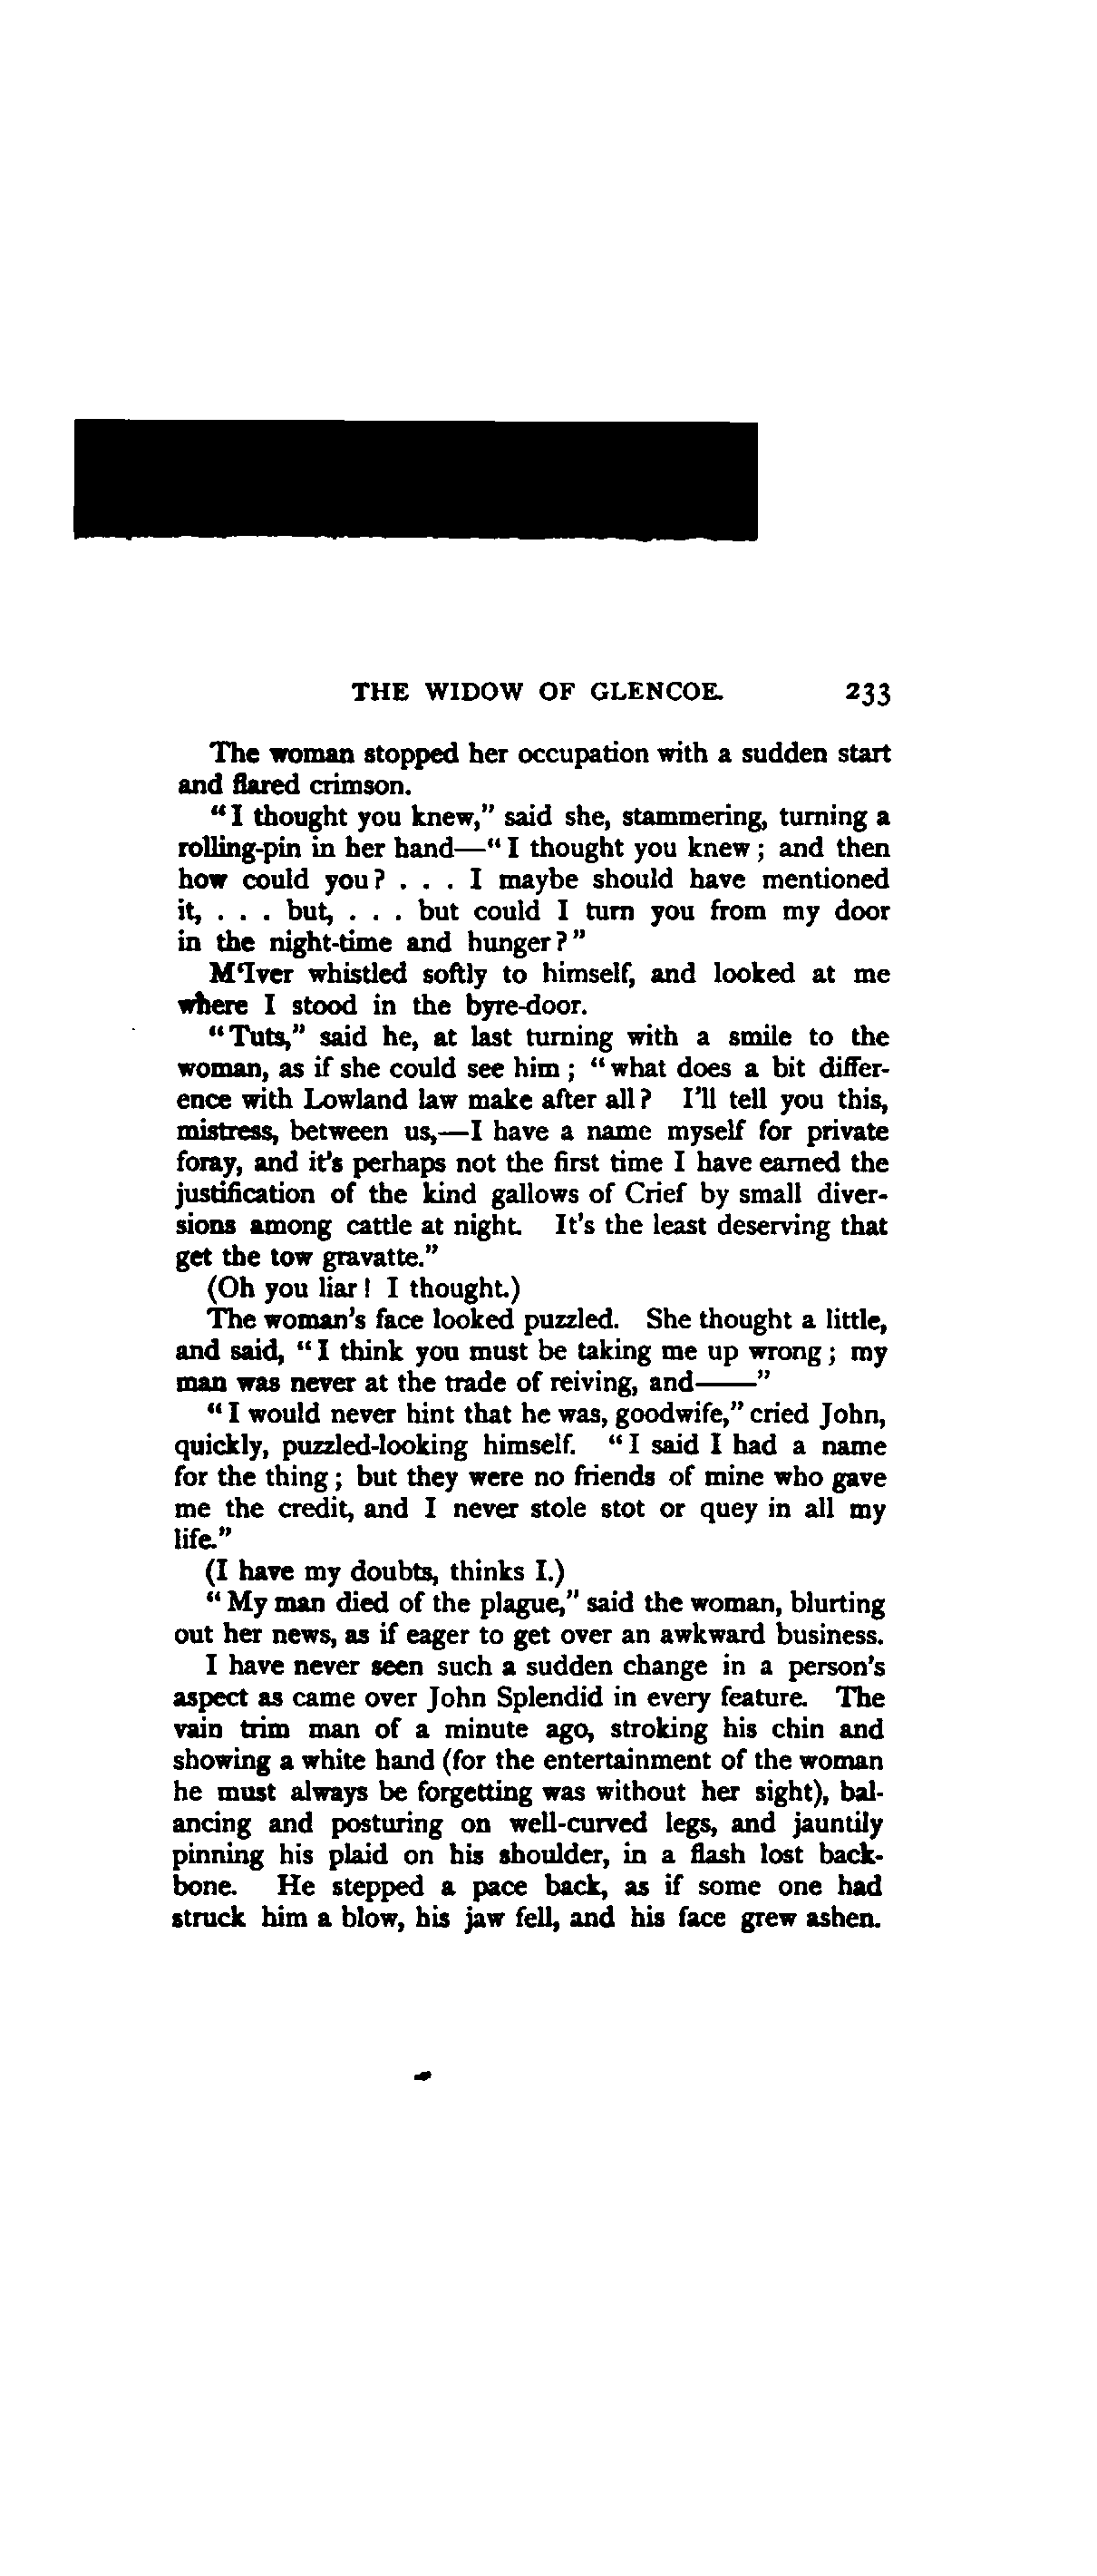 THE WIDOW OF GLENCOE. 233
The woman stopped her occupation with a sudden start
and flared crimson.
“I thought you knew,” said she, stammering, turning a
rolling-pin in her hand—“I thought you knew; and then
how could you? . . . I maybe should have mentioned
it, . . . but, . . . but could I turn you from my door
in the night-time and hunger?”
M‘Iver whistled softly to himself, and looked at me
where I stood in the byre-door.
“Tuts,” said he, at last turning with a smile to the
woman, as if she could see him; “what does a bit differ-
ence with Lowland law make after all? I’ll tell you this,
mistress, between us,—I have a name myself for private
foray, and it’s perhaps not the first time I have earned the
justification of the kind gallows of Crief by small diver-
sions among cattle at night. It’s the least deserving that
get the tow gravatte.”
(Oh you liar! I thought.)
The woman’s face looked puzzled. She thought a little,
and said, “I think you must be taking me up wrong; my
man was never at the trade of reiving, and——”
“I would never hint that he was, goodwife,” cried John,
quickly, puzzled-looking himself. “I said I had a name
for the thing; but they were no friends of mine who gave
me the credit, and I never stole stot or quey in all my
life.”
(I have my doubts, thinks I.)
“My man died of the plague,” said the woman, blurting
out her news, as if eager to get over an awkward business.
I have never seen such a sudden change in a person’s
aspect as came over John Splendid in every feature. The
vain trim man of a minute ago, stroking his chin and
showing a white hand (for the entertainment of the woman
he must always be forgetting was without her sight), bal-
ancing and posturing on well-curved legs, and jauntily
pinning his plaid on his shoulder, in a flash lost back-
bone. He stepped a pace back, as if some one had
struck him a blow, his jaw fell, and his face grew ashen.